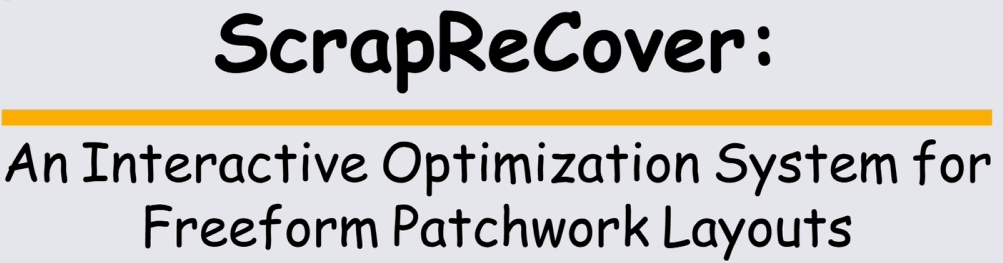 ScrapReCover:
An Interactive Optimization System for
Freeform Patchwork Layouts